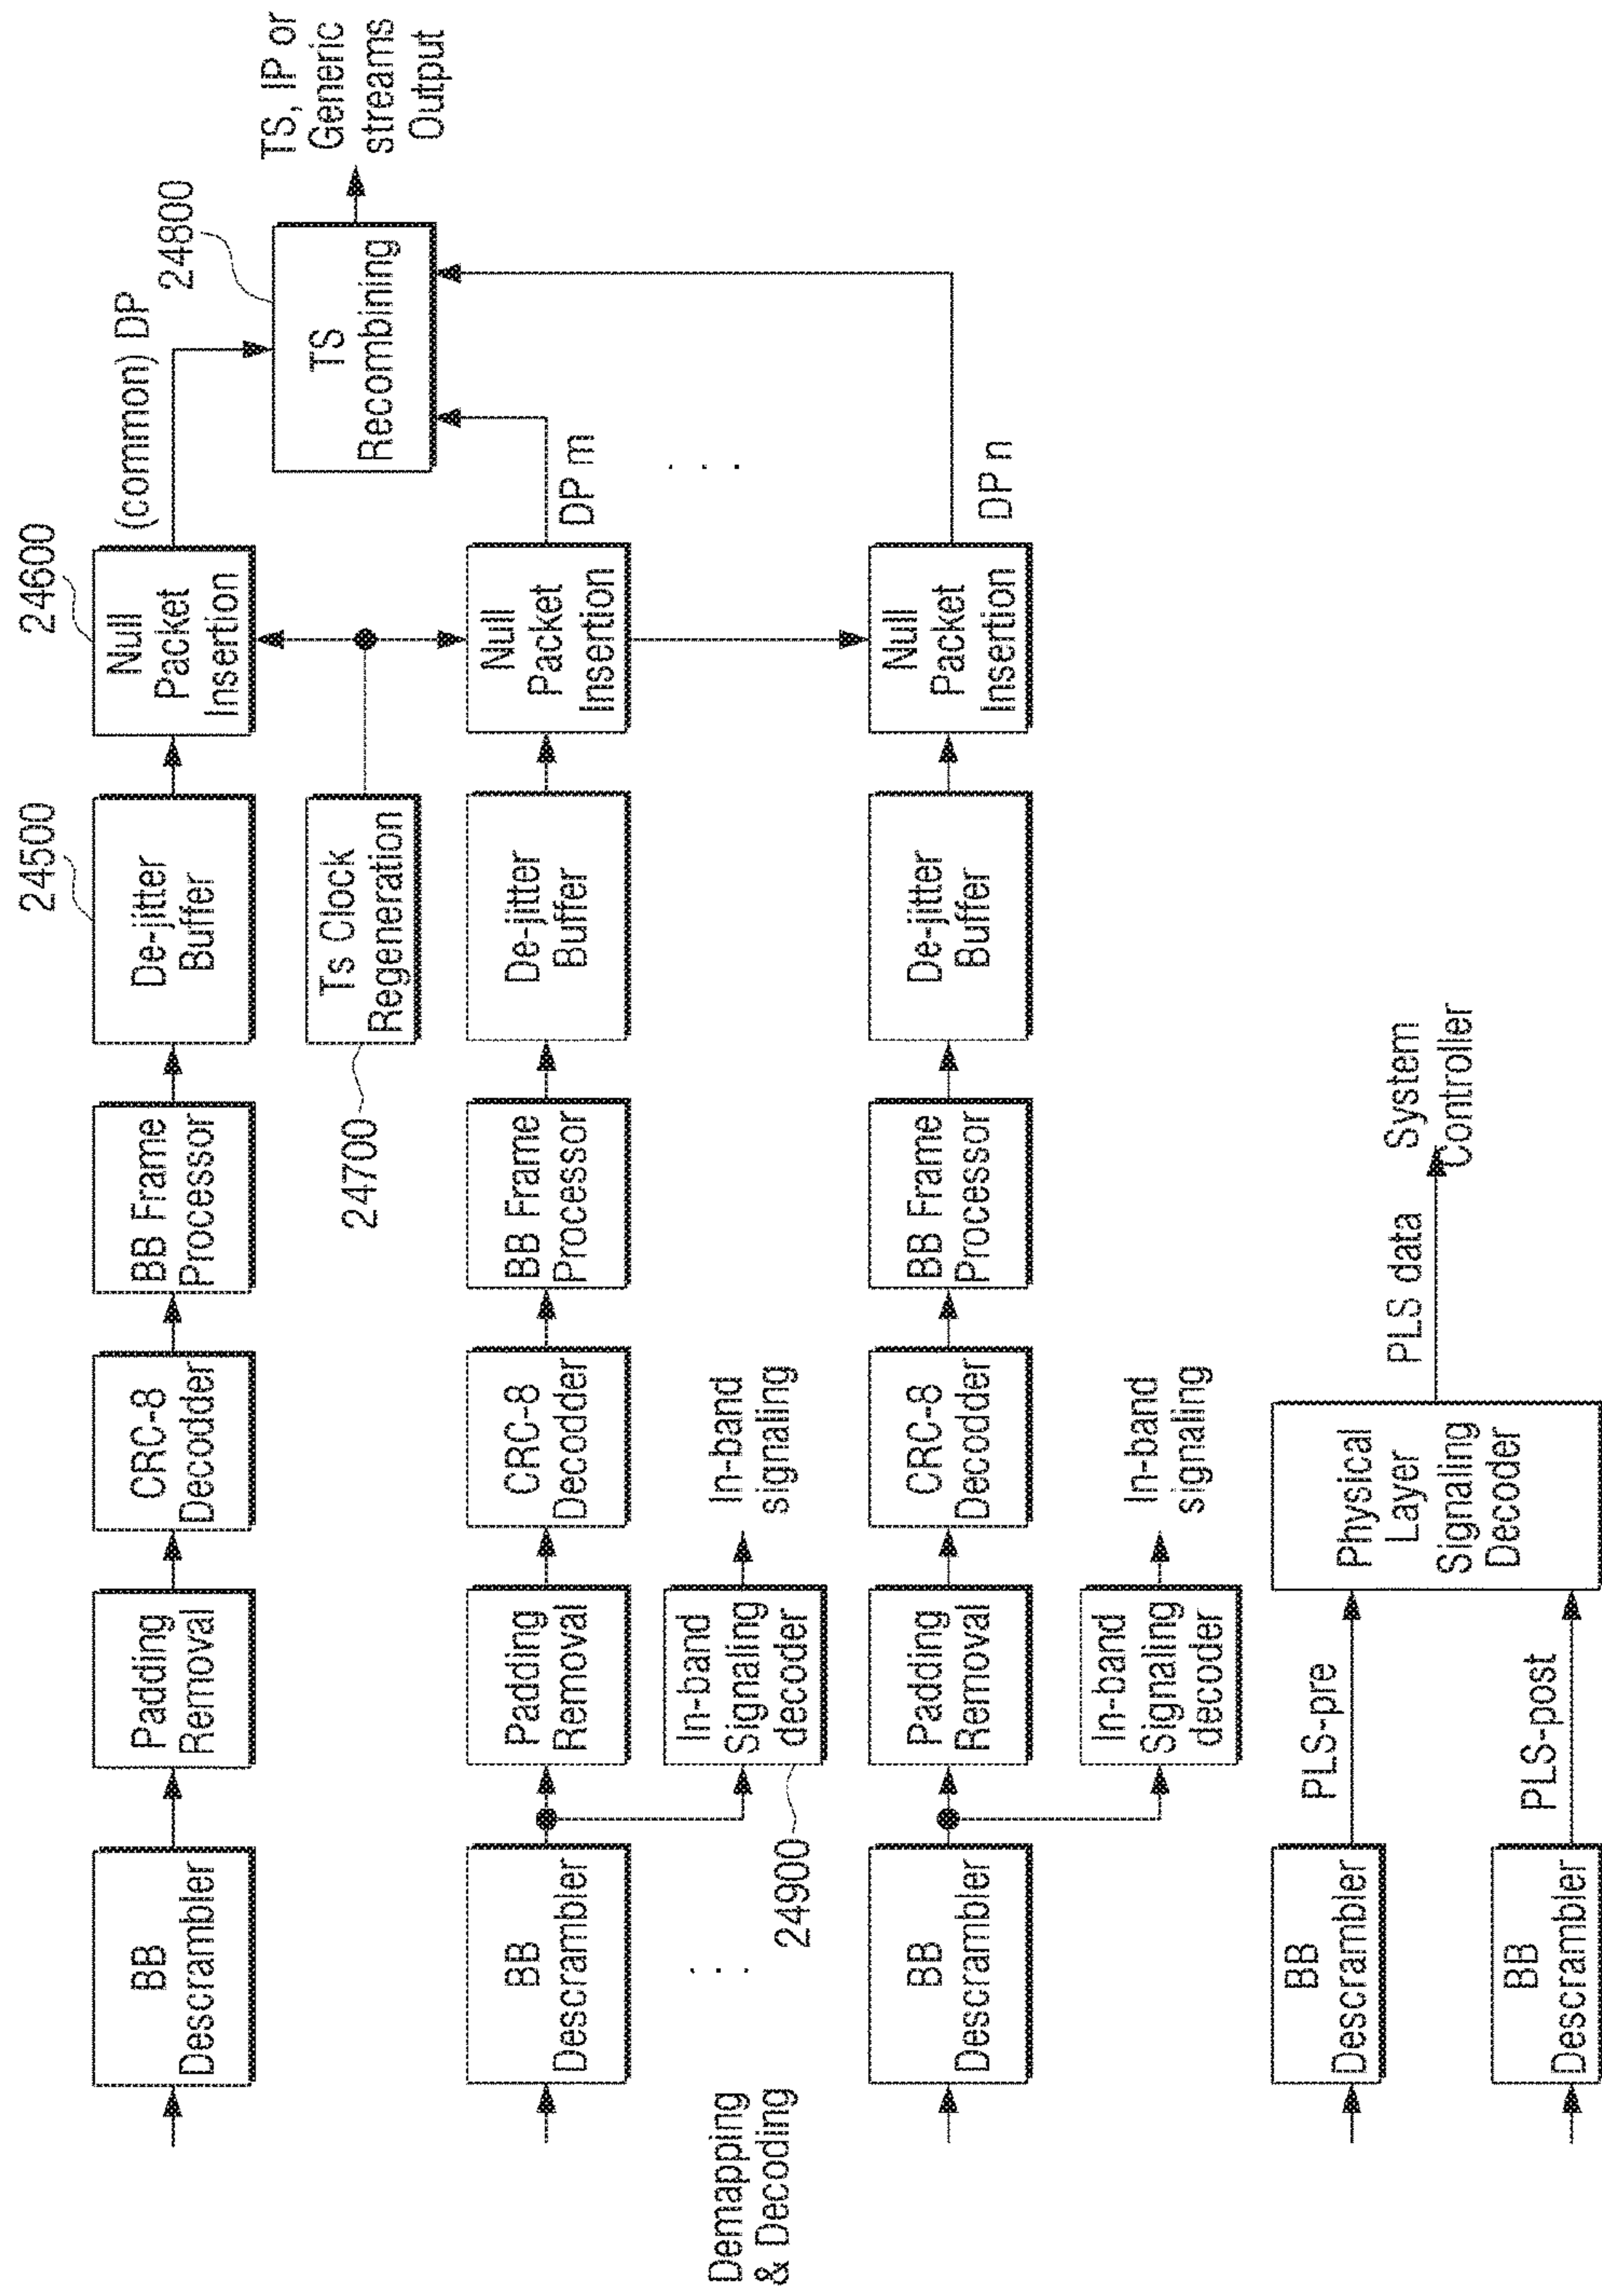 24500
24600
(common) DP
24800
BB
Descrambler
Padding
Removal
CRC-8
Decodder
BB Frame
Processor
De-jitter
Buffer
Null
Packet
Insertion
TS, IP or
Generic
streams
Output
TS
Recombining
24700
Ts Clock
Regeneration
BB
Descrambler
Padding
Removal
CRC-8
Decodder
BB Frame
Processor
De-jitter
Buffer
Null
Packet
Insertion
DP m
. . .
Demapping
& Decoding
. . .
24900
In-band
Signaling
decoder
In-band
signaling
BB
Descrambler
Padding
Removal
CRC-8
Decodder
BB Frame
Processor
De-jitter
Buffer
Null
Packet
Insertion
DP n
In-band
Signaling
decoder
In-band
signaling
BB
Descrambler
PLS-pre
Physical
Layer
Signaling
Decoder
PLS data
System
Controller
BB
Descrambler
PLS-post